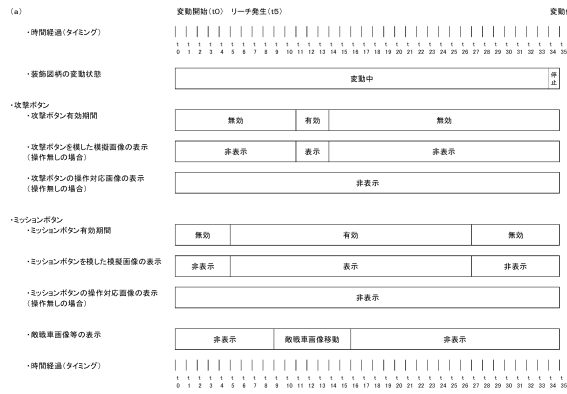 (a)
変動開始(t0) リーチ発生(t5) 変動
・時間経過(タイミング)
t t t t t t t t t t t t t t t t t t t t t t t t t t t t t t t t t t t t
0 1 2 3 4 5 6 7 8 9 10 11 12 13 14 15 16 17 18 19 20 21 22 23 24 25 26 27 28 29 30 31 32 33 34 35
・装飾図柄の変動状態 変動中 停止
・攻撃ボタン
・攻撃ボタン有効期間 無効 有効 無効
・攻撃ボタンを模した模擬画像の表示
(操作無しの場合) 非表示 表示 非表示
・攻撃ボタンの操作対応画像の表示
(操作無しの場合) 非表示
・ミッションボタン
・ミッションボタン有効期間 無効 有効 無効
・ミッションボタンを模した模擬画像の表示 非表示 表示 非表示
・ミッションボタンの操作対応画像の表示
(操作無しの場合) 非表示
・敵戦車画像等の表示 非表示 敵戦車画像移動 非表示
・時間経過(タイミング)
t t t t t t t t t t t t t t t t t t t t t t t t t t t t t t t t t t t t
0 1 2 3 4 5 6 7 8 9 10 11 12 13 14 15 16 17 18 19 20 21 22 23 24 25 26 27 28 29 30 31 32 33 34 35